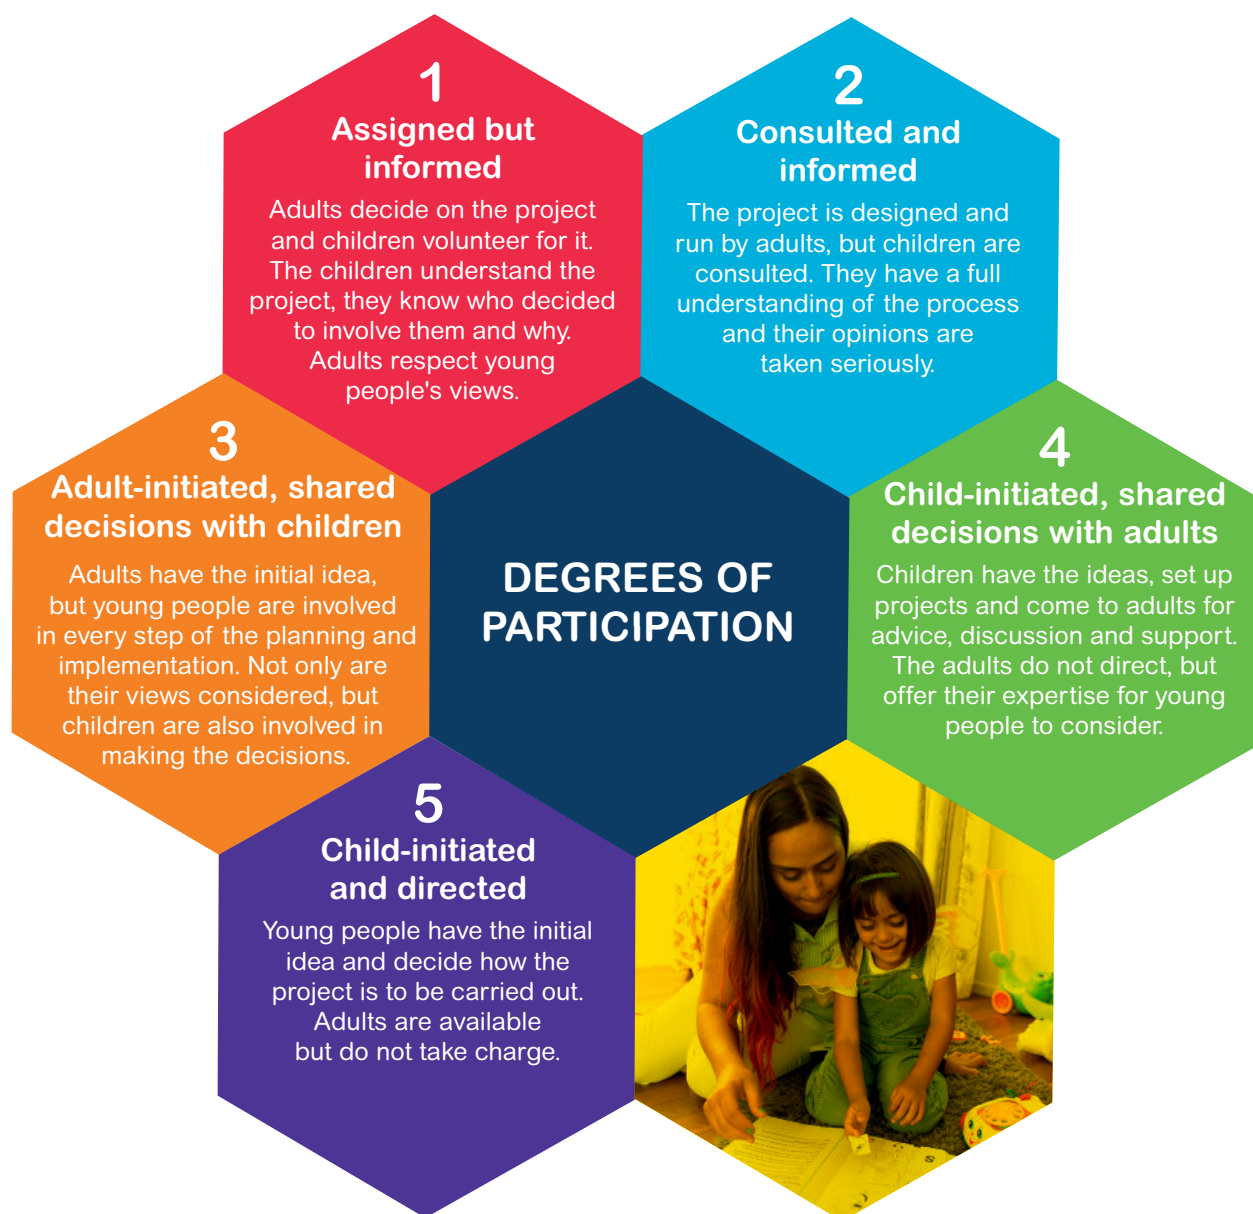 1
Assigned but
informed
Adults decide on the project
and children volunteer for it.
The children understand the
project, they know who decided
to involve them and why.
Adults respect young
people's views.
2
Consulted and
informed
The project is designed and
run by adults, but children are
consulted. They have a full
understanding of the process
and their opinions are
taken seriously.
3
Adult-initiated, shared
decisions with children
Adults have the initial idea,
but young people are involved
in every step of the planning and
implementation. Not only are
their views considered, but
children are also involved in
making the decisions.
DEGREES OF
PARTICIPATION
4
Child-initiated, shared
decisions with adults
Children have the ideas, set up
projects and come to adults for
advice, discussion and support.
The adults do not direct, but
offer their expertise for young
people to consider.
5
Child-initiated
and directed
Young people have the initial
idea and decide how the
project is to be carried out.
Adults are available
but do not take charge.